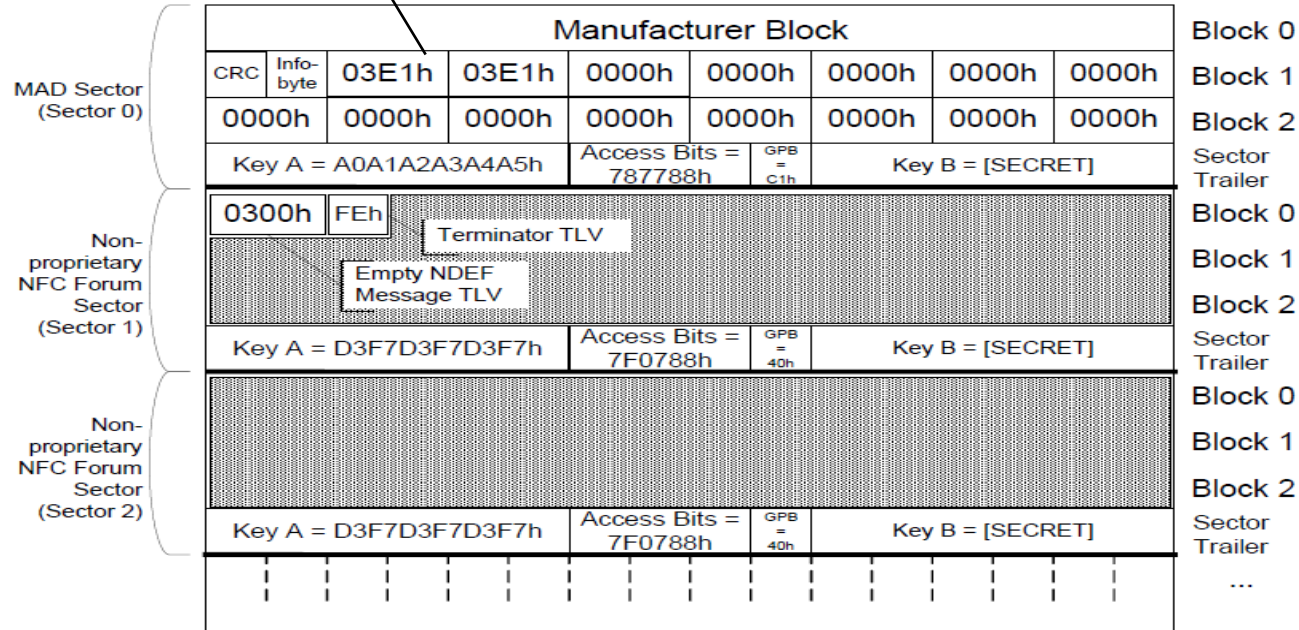 Manufacturer Block
Block 0
MAD Sector
(Sector 0)
CRC
Info-
byte
03E1h 03E1h 0000h 0000h 0000h 0000h 0000h
Block 1
0000h 0000h 0000h 0000h 0000h 0000h 0000h 0000h
Block 2
Key A = A0A1A2A3A4A5h
Access Bits =
787788h
GPB
=
C1h
Key B = [SECRET]
Sector
Trailer
Non-
proprietary
NFC Forum
Sector
(Sector 1)
0300h FEh
Terminator TLV
Empty NDEF
Message TLV
Block 0
Block 1
Block 2
Key A = D3F7D3F7D3F7h
Access Bits =
7F0788h
GPB
=
40h
Key B = [SECRET]
Sector
Trailer
Non-
proprietary
NFC Forum
Sector
(Sector 2)
Block 0
Block 1
Block 2
Key A = D3F7D3F7D3F7h
Access Bits =
7F0788h
GPB
=
40h
Key B = [SECRET]
Sector
Trailer
...